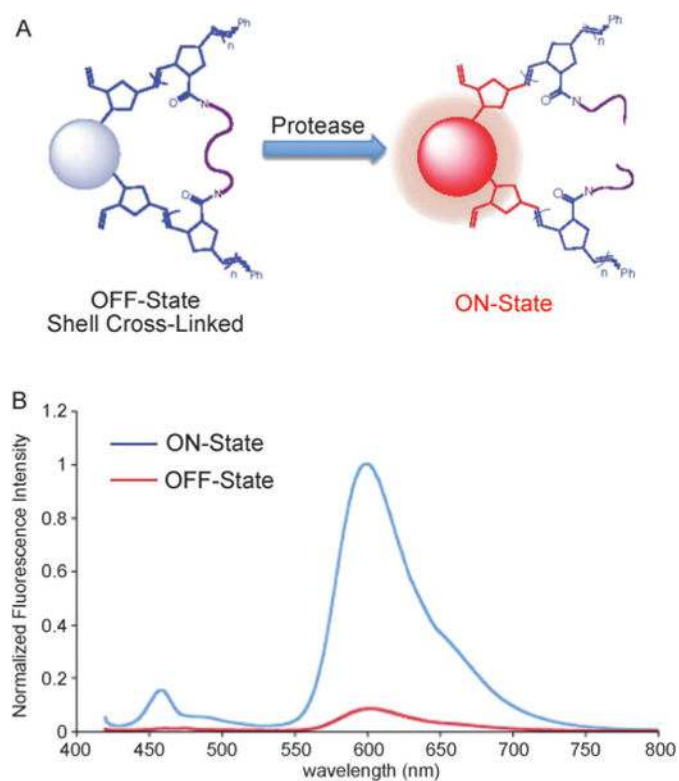 A
n
Ph
O
N
Protease
N
O
n
Ph
OFF-State
Shell Cross-Linked
n
Ph
O
N
O
N
n
Ph
ON-State
B
Normalized Fluorescence Intensity
1.2
1
0.8
0.6
0.4
0.2
0
ON-State
OFF-State
400 450 500 550 600 650 700 750 800
wavelength (nm)